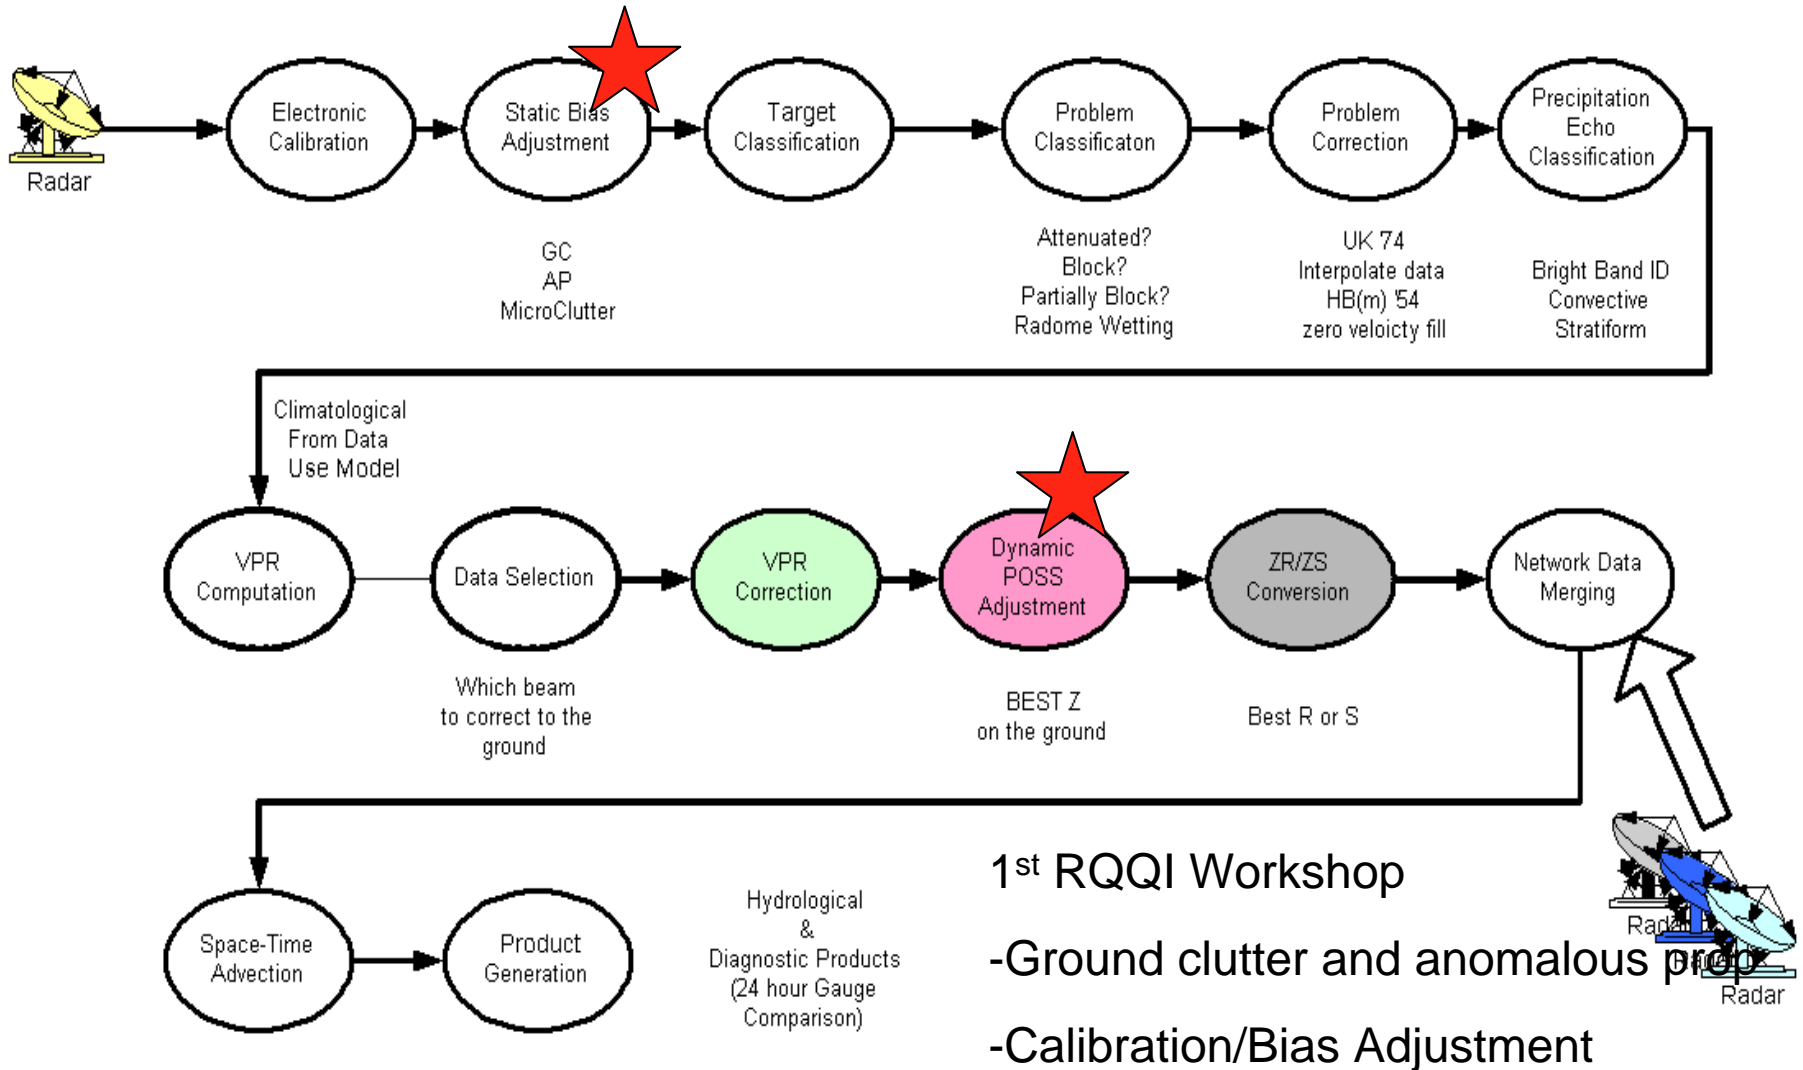 Radar
Electronic
Calibration
Static Bias
Adjustment
Target
Classification
Problem
Classificaton
Problem
Correction
Precipitation
Echo
Classification
GC
AP
MicroClutter
Attenuated?
Block?
Partially Block?
Radome Wetting
UK 74
Interpolate data
HB(m) '54
zero veloicty fill
Bright Band ID
Convective
Stratiform
Climatological
From Data
Use Model
VPR
Computation
Data Selection
VPR
Correction
Dynamic
POSS
Adjustment
ZR/ZS
Conversion
Network Data
Merging
Which beam
to correct to the
ground
BEST Z
on the ground
Best R or S
Space-Time
Advection
Product
Generation
Hydrological
&
Diagnostic Products
(24 hour Gauge
Comparison)
1st RQQI Workshop
-Ground clutter and anomalous prop
-Calibration/Bias Adjustment
Radar